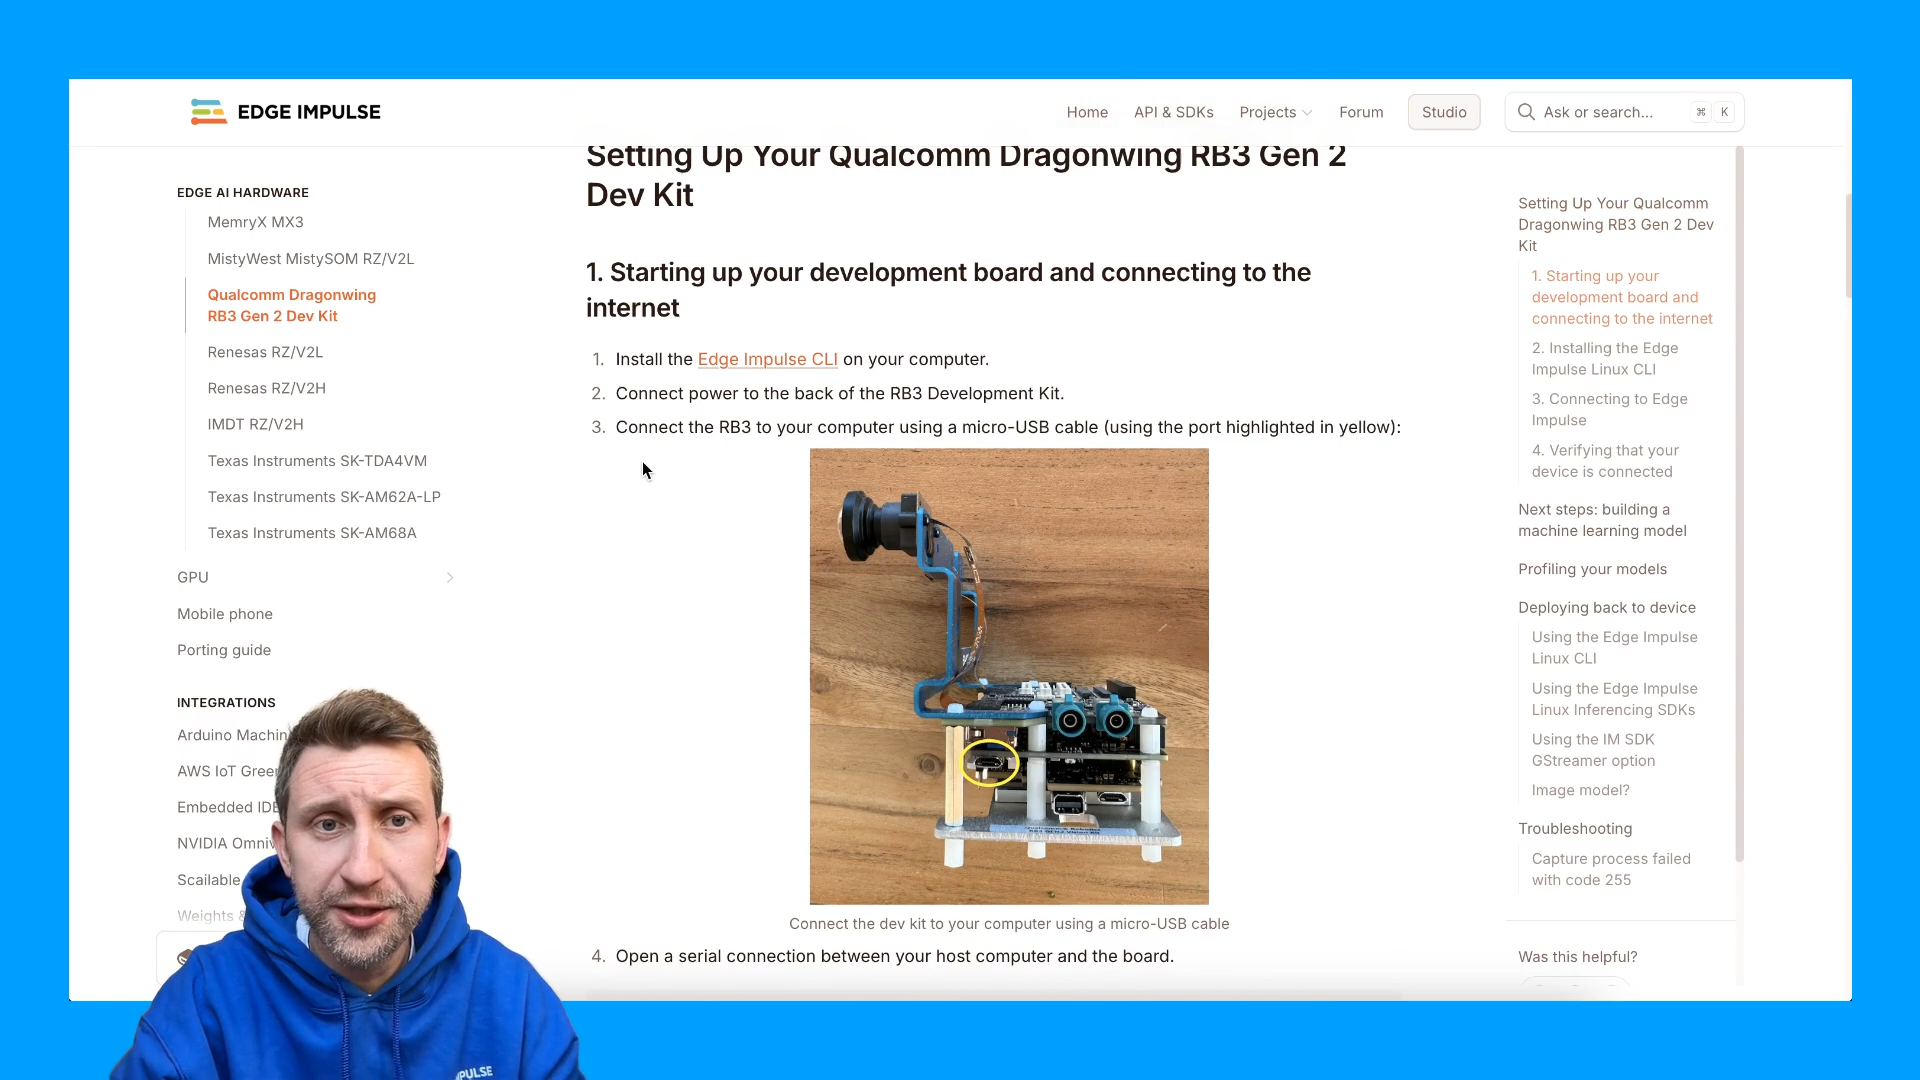 EDGE IMPULSE
Home
API & SDKs
Projects
Forum
Studio
Ask or search...
⌘
K
EDGE AI HARDWARE
MemryX MX3
MistyWest MistySOM RZ/V2L
Qualcomm Dragonwing
RB3 Gen 2 Dev Kit
Renesas RZ/V2L
Renesas RZ/V2H
IMDT RZ/V2H
Texas Instruments SK-TDA4VM
Texas Instruments SK-AM62A-LP
Texas Instruments SK-AM68A
GPU
Mobile phone
Porting guide
INTEGRATIONS
Arduino Machin
AWS IoT Green
Embedded IDE
NVIDIA Omniv
Scailable
Weights &
Setting Up Your Qualcomm Dragonwing RB3 Gen 2
Dev Kit
1. Starting up your development board and connecting to the
internet
1. Install the Edge Impulse CLI on your computer.
2. Connect power to the back of the RB3 Development Kit.
3. Connect the RB3 to your computer using a micro-USB cable (using the port highlighted in yellow):
Connect the dev kit to your computer using a micro-USB cable
4. Open a serial connection between your host computer and the board.
Setting Up Your Qualcomm
Dragonwing RB3 Gen 2 Dev
Kit
1. Starting up your
development board and
connecting to the internet
2. Installing the Edge
Impulse Linux CLI
3. Connecting to Edge
Impulse
4. Verifying that your
device is connected
Next steps: building a
machine learning model
Profiling your models
Deploying back to device
Using the Edge Impulse
Linux CLI
Using the Edge Impulse
Linux Inferencing SDKs
Using the IM SDK
GStreamer option
Image model?
Troubleshooting
Capture process failed
with code 255
Was this helpful?
PULSE